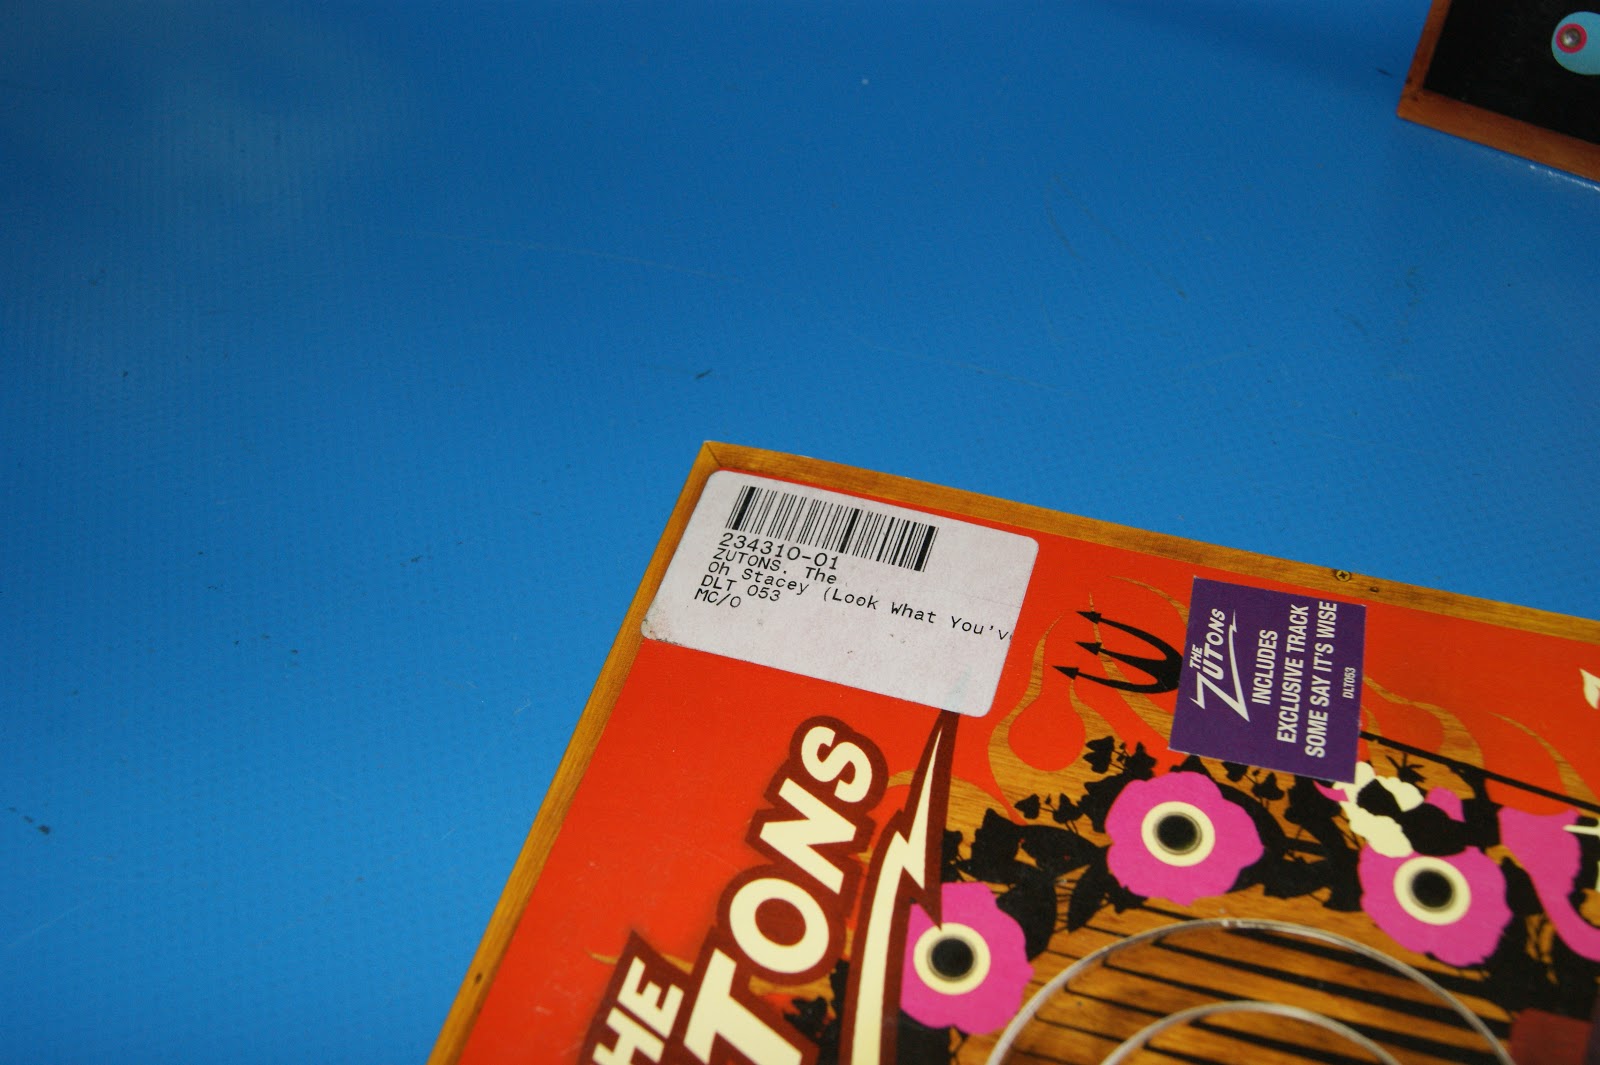 234310-01
ZUTONS. The
Oh Stacey (Look What You'v
DLT 053
MC/0
THE
ZUTONS
INCLUDES
EXCLUSIVE TRACK
SOME SAY IT'S WISE
DLT053
HE
TONS